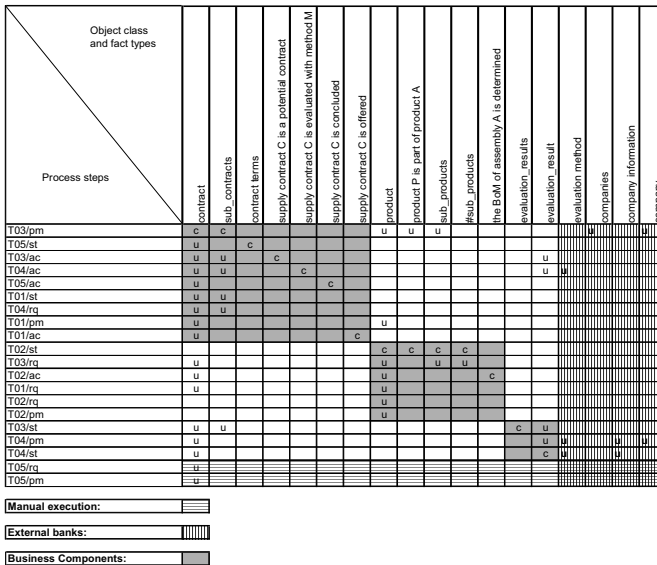 Object class
and fact types
Process steps
contract
sub_contracts
contract terms
supply contract C is a potential contract
supply contract C is evaluated with method M
supply contract C is concluded
supply contract C is offered
product
product P is part of product A
sub_products
#sub_products
the BoM of assembly A is determined
evaluation_results
evaluation_result
evaluation method
companies
company information
T03/pm c c u u u u u
T05/st u c
T03/ac u u c u
T04/ac u u c u u
T05/ac u c
T01/st u u
T04/rq u u
T01/pm u u
T01/ac u c
T02/st c c c c
T03/rq u u u u
T02/ac u c
T01/rq u u
T02/rq u
T02/pm u
T03/st u u c u
T04/pm u u u u u
T04/st u c u u
T05/rq u
T05/pm u
Manual execution:
External banks:
Business Components: